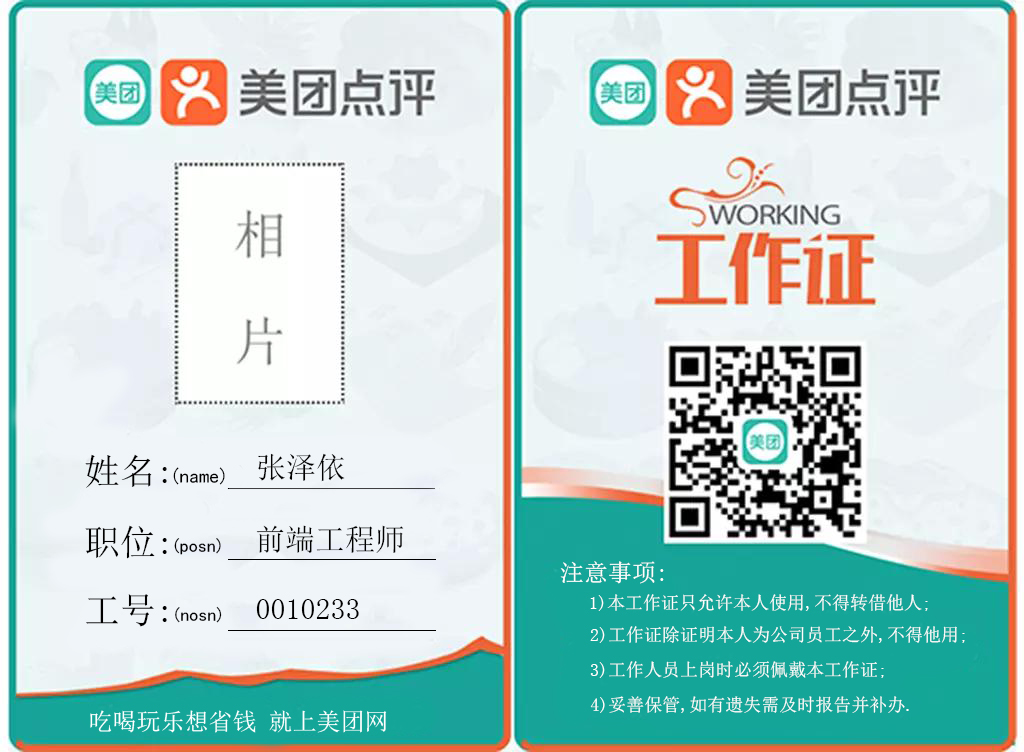 美团 美团点评
相
片
姓名:(name) 张泽依
职位:(posn) 前端工程师
工号:(nosn) 0010233
吃喝玩乐想省钱 就上美团网
美团 美团点评
WORKING
工作证
美团
注意事项:
1)本工作证只允许本人使用,不得转借他人;
2)工作证除证明本人为公司员工之外,不得他用;
3)工作人员上岗时必须佩戴本工作证;
4)妥善保管,如有遗失需及时报告并补办.